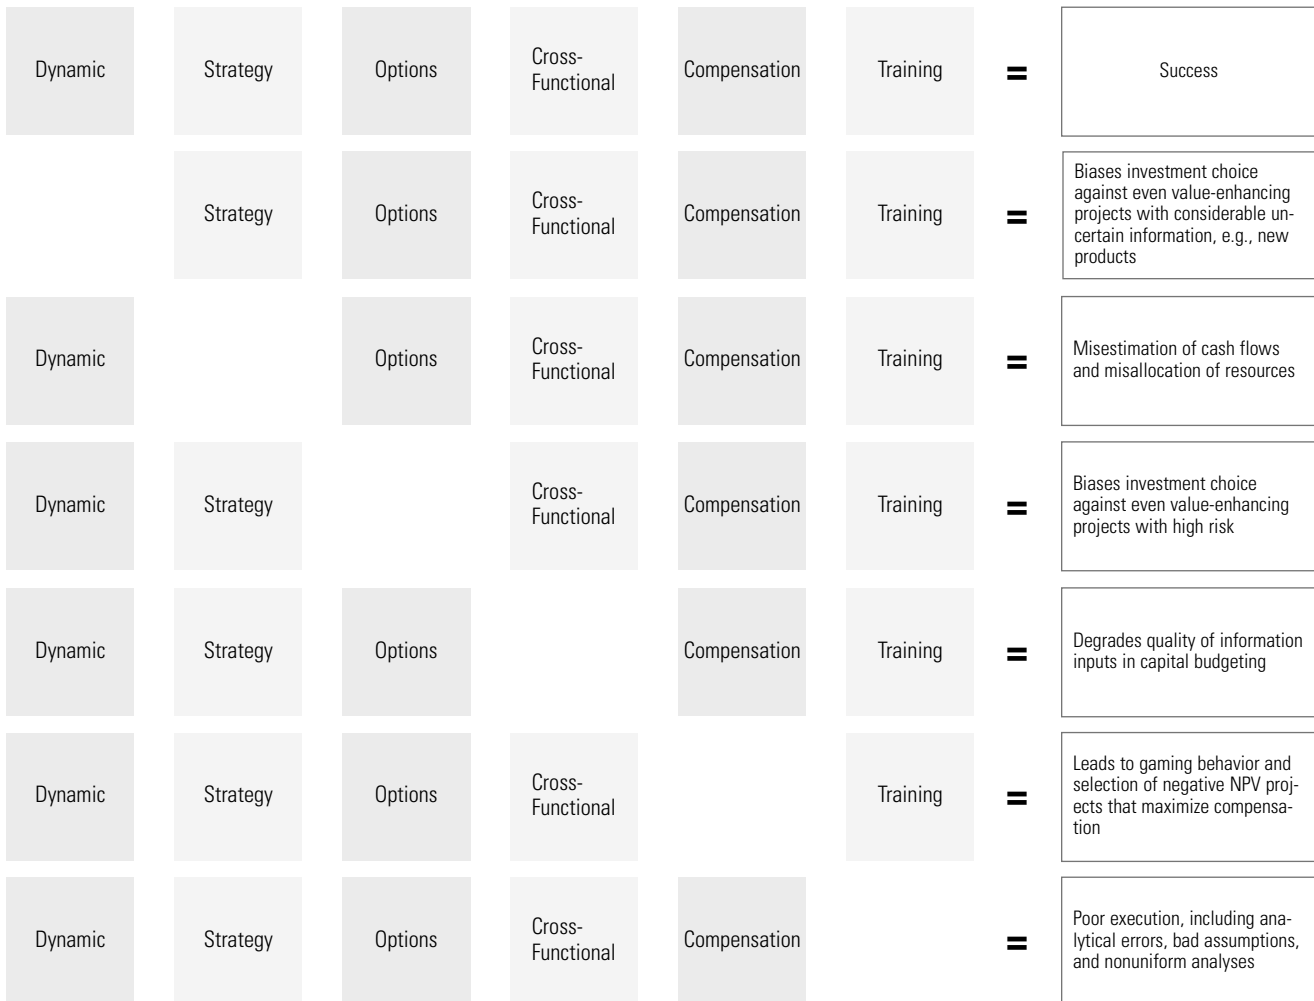 Dynamic Strategy Options Cross-
Functional Compensation Training = Success
Strategy Options Cross-
Functional Compensation Training = Biases investment choice
against even value-enhancing
projects with considerable un-
certain information, e.g., new
products
Dynamic Options Cross-
Functional Compensation Training = Misestimation of cash flows
and misallocation of resources
Dynamic Strategy Cross-
Functional Compensation Training = Biases investment choice
against even value-enhancing
projects with high risk
Dynamic Strategy Options Compensation Training = Degrades quality of information
inputs in capital budgeting
Dynamic Strategy Options Cross-
Functional Training = Leads to gaming behavior and
selection of negative NPV proj-
ects that maximize compensa-
tion
Dynamic Strategy Options Cross-
Functional Compensation = Poor execution, including ana-
lytical errors, bad assumptions,
and nonuniform analyses